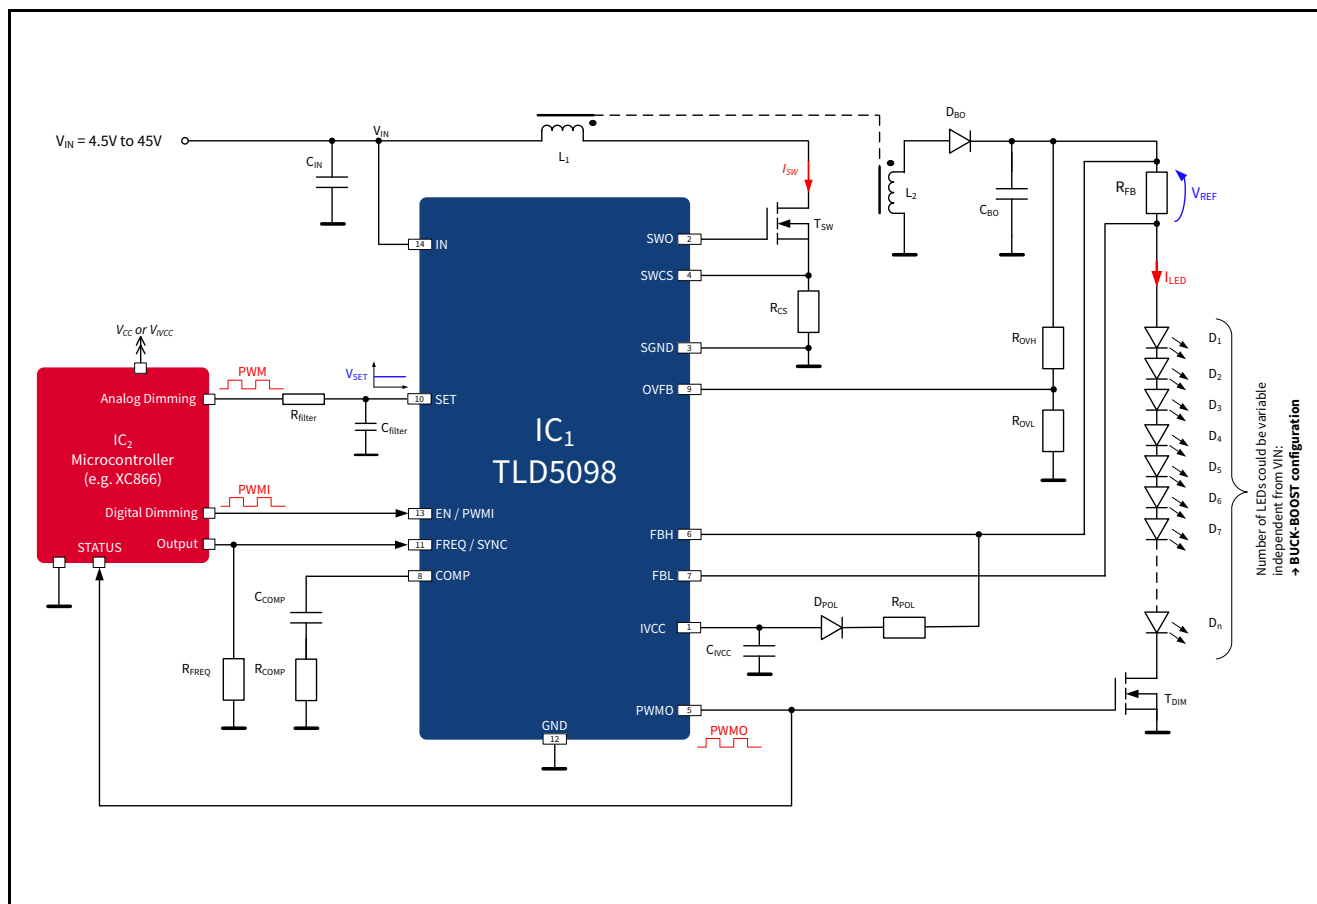 DBO
VIN = 4.5V to 45V
VIN
CIN
L1
ISW
L2
CBO
RFB
VREF
TSW
SWO 2
14 IN
SWCS 4
ILED
RCS
VCC or VIVCC
SGND 3
ROVH
D1
PWM
VSET
D2
OVFB 9
Analog Dimming
10 SET
D3
Rfilter
Cfilter
ROVL
D4
IC1
TLD5098
IC2
Microcontroller
(e.g. XC866)
D5
PWMI
D6
Digital Dimming
13 EN / PWMI
D7
FBH 6
Output
STATUS
11 FREQ / SYNC
8 COMP
FBL 7
CCOMP
DPOL
RPOL
IVCC 1
Dn
CIVCC
RFREQ
RCOMP
TDIM
PWMO 5
GND
12
PWMO
Number of LEDs could be variable
independent from VIN:
→ BUCK-BOOST configuration